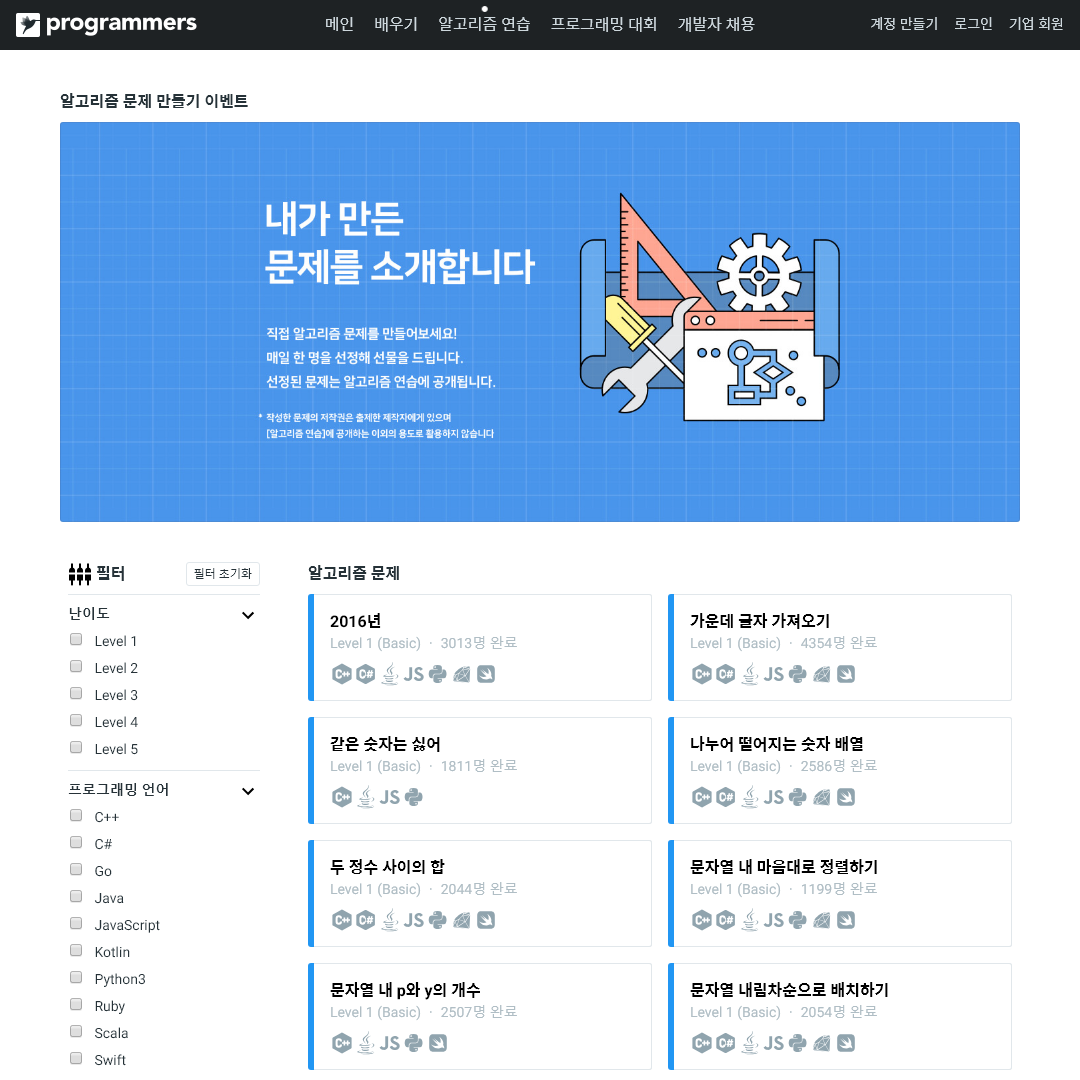 programmers
메인 배우기 알고리즘 연습 프로그래밍 대회 개발자 채용
계정 만들기 로그인 기업 회원
알고리즘 문제 만들기 이벤트
내가 만든
문제를 소개합니다
직접 알고리즘 문제를 만들어보세요!
매일 한 명을 선정해 선물을 드립니다.
선정된 문제는 알고리즘 연습에 공개됩니다.
* 작성한 문제의 저작권은 출제한 제작자에게 있으며
[알고리즘 연습]에 공개하는 이외의 용도로 활용하지 않습니다
필터
필터 초기화
난이도
Level 1
Level 2
Level 3
Level 4
Level 5
프로그래밍 언어
C++
C#
Go
Java
JavaScript
Kotlin
Python3
Ruby
Scala
Swift
알고리즘 문제
2016년
Level 1 (Basic) · 3013명 완료
C++ C# JS
가운데 글자 가져오기
Level 1 (Basic) · 4354명 완료
C++ C# JS
같은 숫자는 싫어
Level 1 (Basic) · 1811명 완료
C++ JS
나누어 떨어지는 숫자 배열
Level 1 (Basic) · 2586명 완료
C++ C# JS
두 정수 사이의 합
Level 1 (Basic) · 2044명 완료
C++ C# JS
문자열 내 마음대로 정렬하기
Level 1 (Basic) · 1199명 완료
C++ C# JS
문자열 내 p와 y의 개수
Level 1 (Basic) · 2507명 완료
C++ JS
문자열 내림차순으로 배치하기
Level 1 (Basic) · 2054명 완료
C++ C# JS